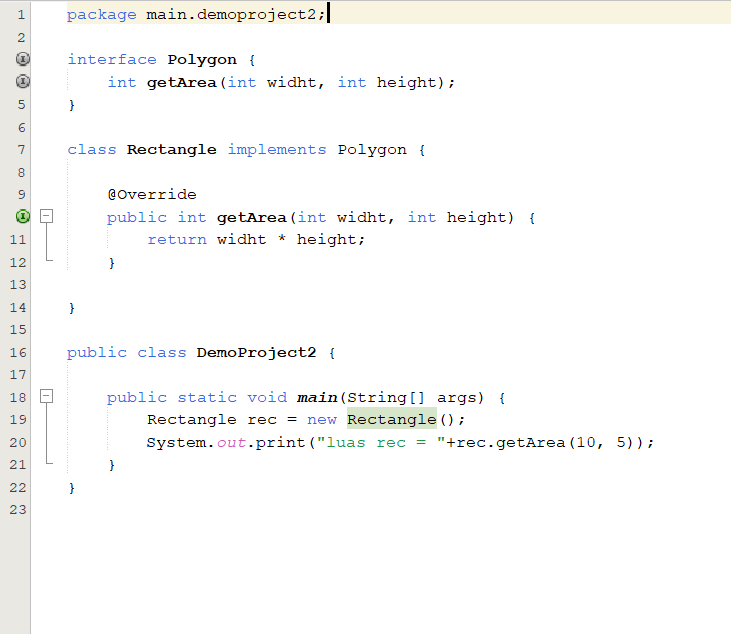 1 package main.demoproject2;
2
interface Polygon {
int getArea(int widht, int height);
5 }
6
7 class Rectangle implements Polygon {
8
9 @Override
public int getArea(int widht, int height) {
11 return widht * height;
12 }
13
14 }
15
16 public class DemoProject2 {
17
18 public static void main(String[] args) {
19 Rectangle rec = new Rectangle();
20 System.out.print("luas rec = "+rec.getArea(10, 5));
21 }
22 }
23